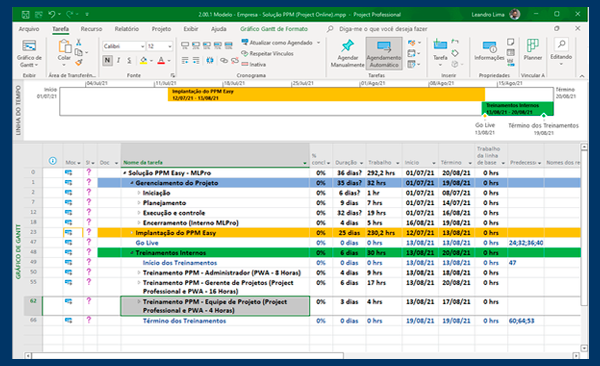 2.00.1 Modelo - Empresa - Solução PPM (Project Online).mpp - Project Professional
Leandro Lima
Arquivo Tarefa Recurso Relatório Projeto Exibir Ajuda Gráfico Gantt de Formato Diga-me o que você deseja fazer
Gráfico de Gantt
Colar
Calibri 12
N I S
Atualizar como Agendado
Respeitar Vínculos
Inativa
Agendar Manualmente
Agendamento Automático
Tarefa
Informações
Planner
Editando
Exibir Área de Transferên... Fonte Cronograma Tarefas Inserir Propriedades Vincular A
LINHA DO TEMPO
04/Jul/21 11/Jul/21 18/Jul/21 25/Jul/21 01/Ago/21 08/Ago/21 15/Ago/21
Início
01/07/21
Implantação do PPM Easy
12/07/21 - 13/08/21
Treinamentos Internos
13/08/21 - 20/08/21
Término
20/08/21
Go Live
13/08/21
Término dos Treinamentos
19/08/21
GRÁFICO DE GANTT
Doc Nome da tarefa % concl Duração Trabalho Início Término Trabalho da linha de base Predecesso Nomes dos re
0 Solução PPM Easy - MLPro 0% 36 dias? 292,2 hrs 01/07/21 20/08/21 0 hrs
1 Gerenciamento do Projeto 0% 35 dias? 32 hrs 01/07/21 19/08/21 0 hrs
2 Iniciação 0% 6 dias? 1 hr 01/07/21 08/07/21 0 hrs
7 Planejamento 0% 9 dias 7 hrs 01/07/21 14/07/21 0 hrs
12 Execução e controle 0% 32 dias? 19 hrs 01/07/21 16/08/21 0 hrs
18 Encerramento (Interno MLPro) 0% 4 dias 5 hrs 16/08/21 19/08/21 0 hrs
23 Implantação do PPM Easy 0% 25 dias 230,2 hrs 12/07/21 13/08/21 0 hrs
47 Go Live 0% 0 dias 0 hrs 13/08/21 13/08/21 0 hrs 24;32;36;40
48 Treinamentos Internos 0% 6 dias 30 hrs 13/08/21 20/08/21 0 hrs
49 Início dos Treinamentos 0% 0 dias 0 hrs 13/08/21 13/08/21 0 hrs 47
50 Treinamento PPM - Administrador (PWA - 8 Horas) 0% 4 dias 9 hrs 13/08/21 18/08/21 0 hrs
55 Treinamento PPM - Gerente de Projetos (Project Professional e PWA - 16 Horas) 0% 6 dias 17 hrs 13/08/21 20/08/21 0 hrs
62 Treinamento PPM - Equipe de Projeto (Project Professional e PWA - 4 Horas) 0% 3 dias 4 hrs 13/08/21 17/08/21 0 hrs
66 Término dos Treinamentos 0% 0 dias 0 hrs 19/08/21 19/08/21 0 hrs 60;64;53